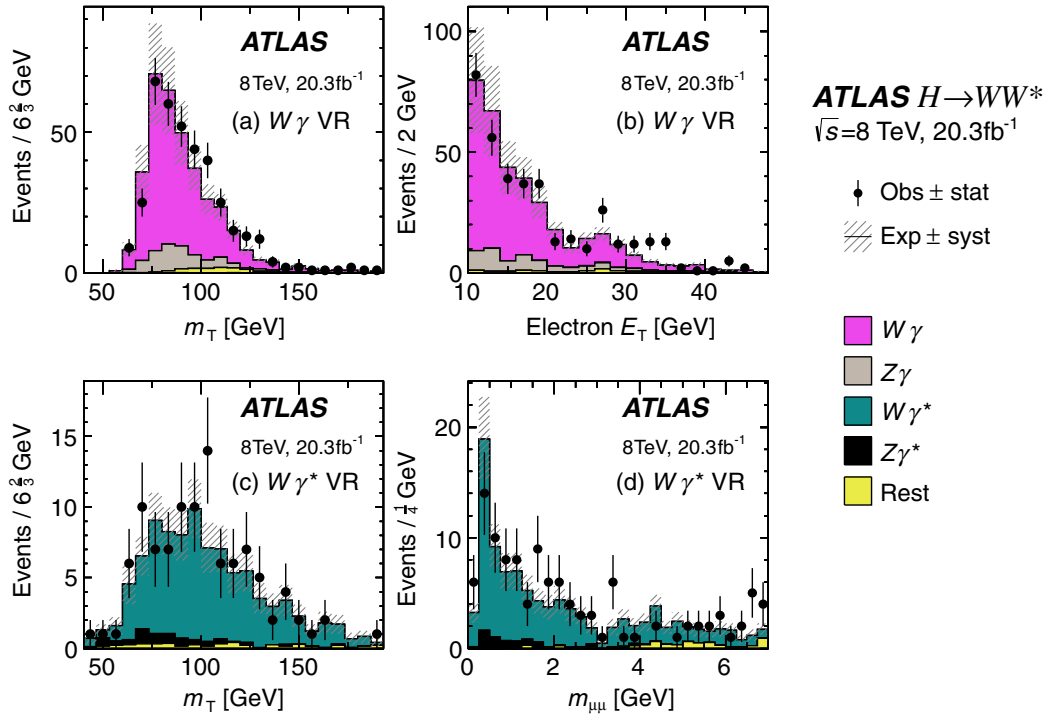 Events / 6⅔ GeV
50
0
ATLAS
8 TeV, 20.3fb⁻¹
(a) Wγ VR
50
100
150
m_T [GeV]
Events / 2 GeV
100
50
0
ATLAS
8 TeV, 20.3fb⁻¹
(b) Wγ VR
10
20
30
40
Electron E_T [GeV]
ATLAS H→WW*
√s=8 TeV, 20.3fb⁻¹
Obs ± stat
Exp ± syst
Wγ
Zγ
Wγ*
Zγ*
Rest
Events / 6⅔ GeV
15
10
5
0
ATLAS
8TeV, 20.3fb⁻¹
(c) Wγ* VR
50
100
150
m_T [GeV]
Events / ¼ GeV
20
10
0
ATLAS
8TeV, 20.3fb⁻¹
(d) Wγ* VR
0
2
4
6
m_μμ [GeV]